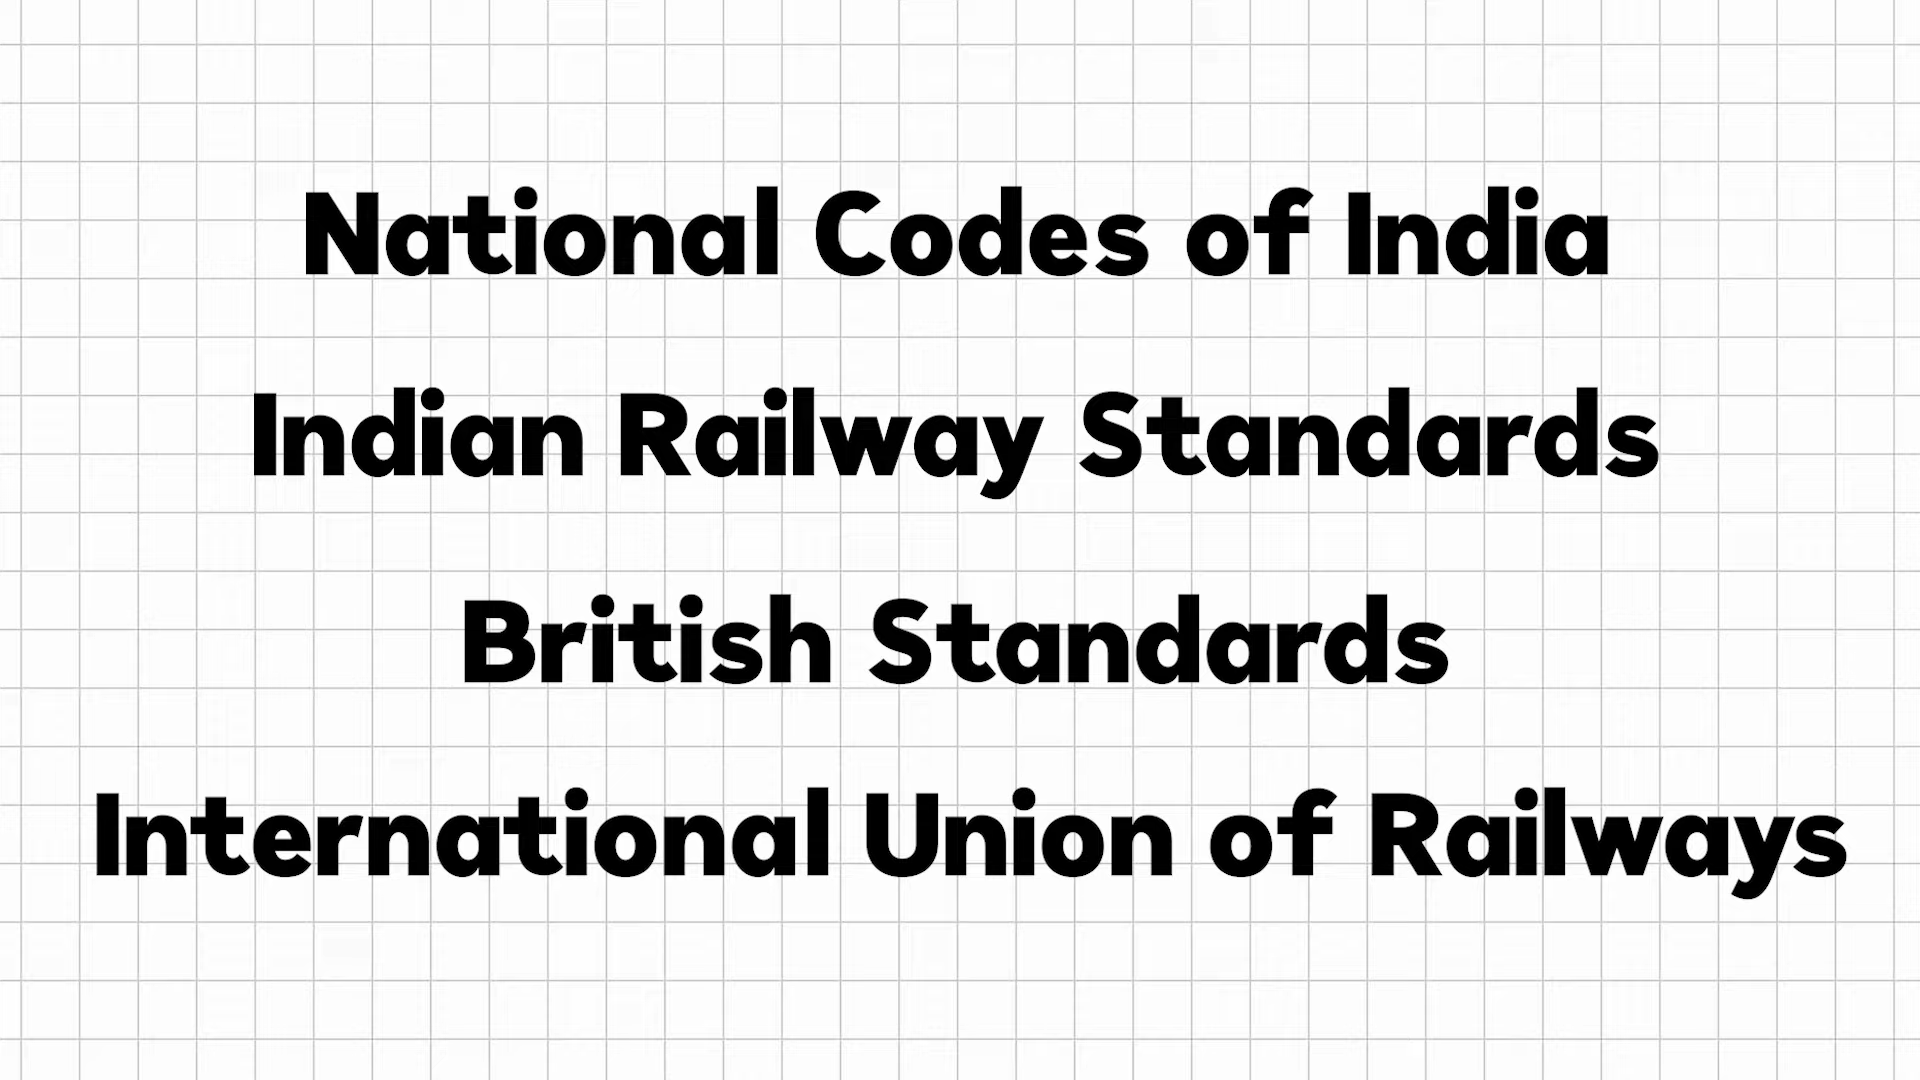 National Codes of India
Indian Railway Standards
British Standards
International Union of Railways